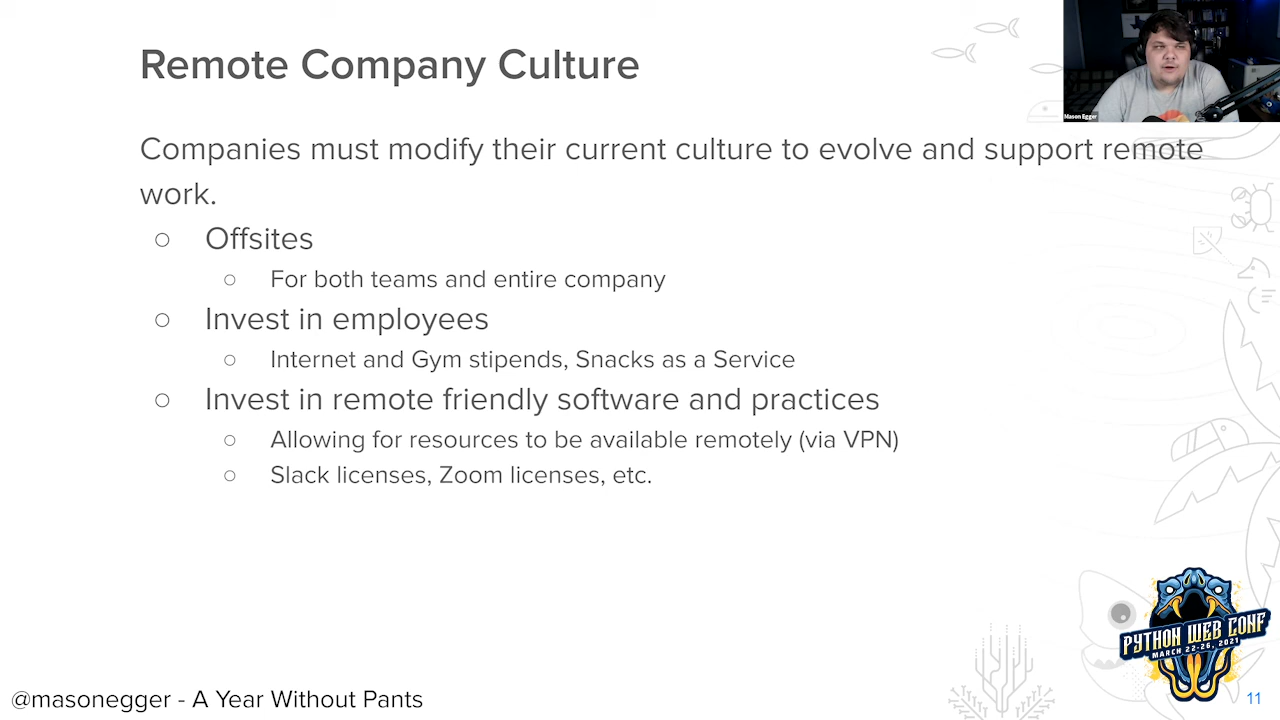 Remote Company Culture
Mason Egger
Companies must modify their current culture to evolve and support remote
work.
○ Offsites
○ For both teams and entire company
○ Invest in employees
○ Internet and Gym stipends, Snacks as a Service
○ Invest in remote friendly software and practices
○ Allowing for resources to be available remotely (via VPN)
○ Slack licenses, Zoom licenses, etc.
PYTHON WEB CONF
MARCH 22-26, 2021
@masonegger - A Year Without Pants
11